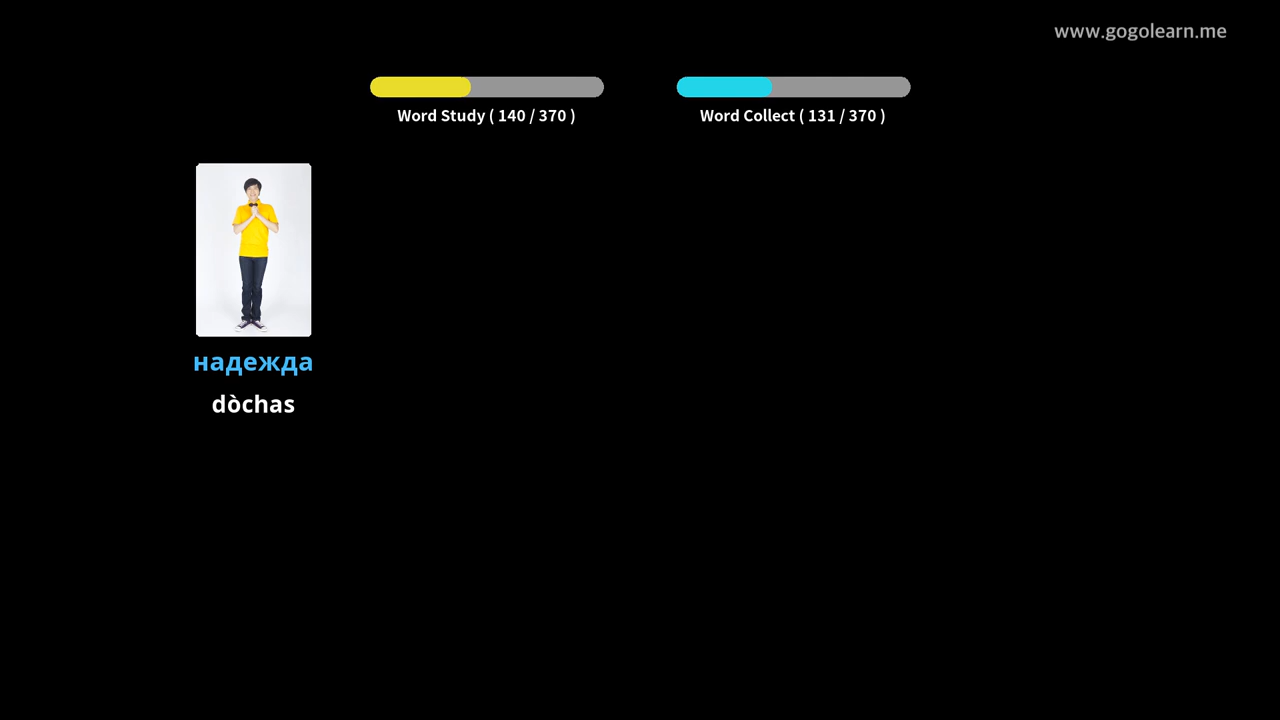 www.gogolearn.me
Word Study ( 140 / 370 )
Word Collect ( 131 / 370 )
надежда
dòchas